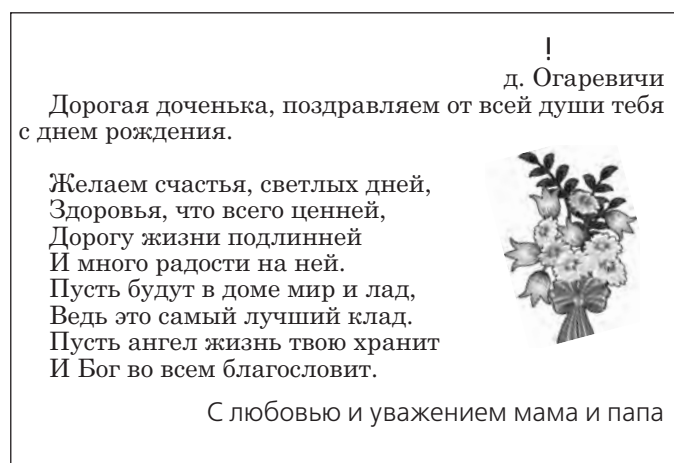 !
д. Огаревичи
Дорогая доченька, поздравляем от всей души тебя
с днем рождения.
Желаем счастья, светлых дней,
Здоровья, что всего ценней,
Дорогу жизни подлинней
И много радости на ней.
Пусть будут в доме мир и лад,
Ведь это самый лучший клад.
Пусть ангел жизнь твою хранит
И Бог во всем благословит.
С любовью и уважением мама и папа